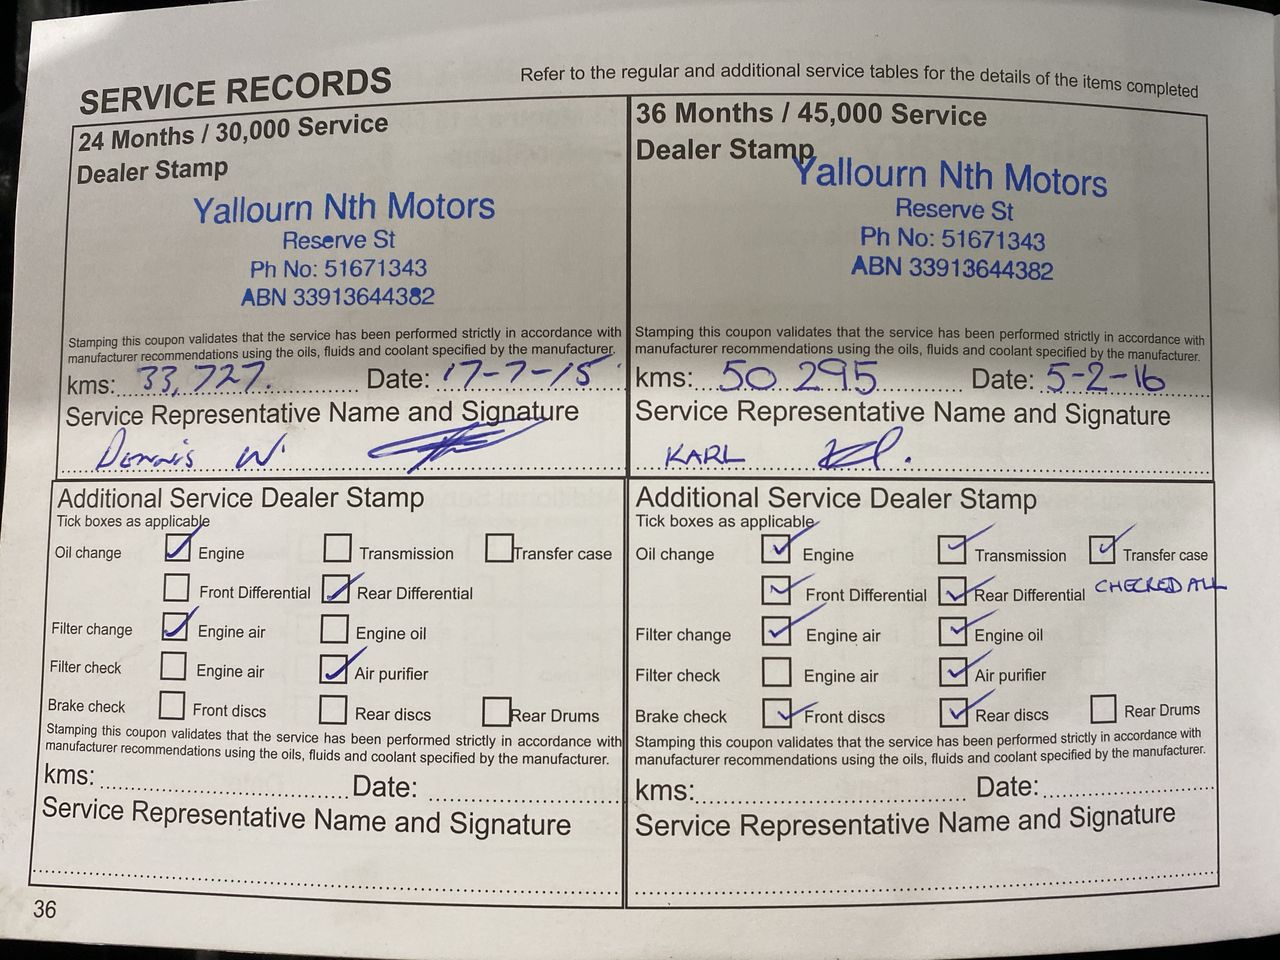 SERVICE RECORDS
Refer to the regular and additional service tables for the details of the items completed
24 Months / 30,000 Service
Dealer Stamp
Yallourn Nth Motors
Reserve St
Ph No: 51671343
ABN 33913644382
Stamping this coupon validates that the service has been performed strictly in accordance with
manufacturer recommendations using the oils, fluids and coolant specified by the manufacturer.
kms: 33,727. Date: 17-7-15
Service Representative Name and Signature
Dennis W.
Additional Service Dealer Stamp
Tick boxes as applicable
Oil change Engine Transmission Transfer case
Front Differential Rear Differential
Filter change Engine air Engine oil
Filter check Engine air Air purifier
Brake check Front discs Rear discs Rear Drums
Stamping this coupon validates that the service has been performed strictly in accordance with
manufacturer recommendations using the oils, fluids and coolant specified by the manufacturer.
kms: Date:
Service Representative Name and Signature
36 Months / 45,000 Service
Dealer Stamp
Yallourn Nth Motors
Reserve St
Ph No: 51671343
ABN 33913644382
Stamping this coupon validates that the service has been performed strictly in accordance with
manufacturer recommendations using the oils, fluids and coolant specified by the manufacturer.
kms: 50 295 Date: 5-2-16
Service Representative Name and Signature
KARL
Additional Service Dealer Stamp
Tick boxes as applicable
Oil change Engine Transmission Transfer case
Front Differential Rear Differential CHECKED ALL
Filter change Engine air Engine oil
Filter check Engine air Air purifier
Brake check Front discs Rear discs Rear Drums
Stamping this coupon validates that the service has been performed strictly in accordance with
manufacturer recommendations using the oils, fluids and coolant specified by the manufacturer.
kms: Date:
Service Representative Name and Signature
36